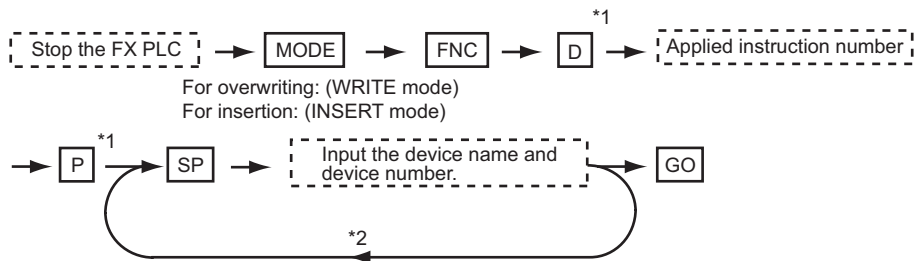 *1
Stop the FX PLC MODE FNC D Applied instruction number
For overwriting: (WRITE mode)
For insertion: (INSERT mode)
*1
P SP Input the device name and device number. GO
*2